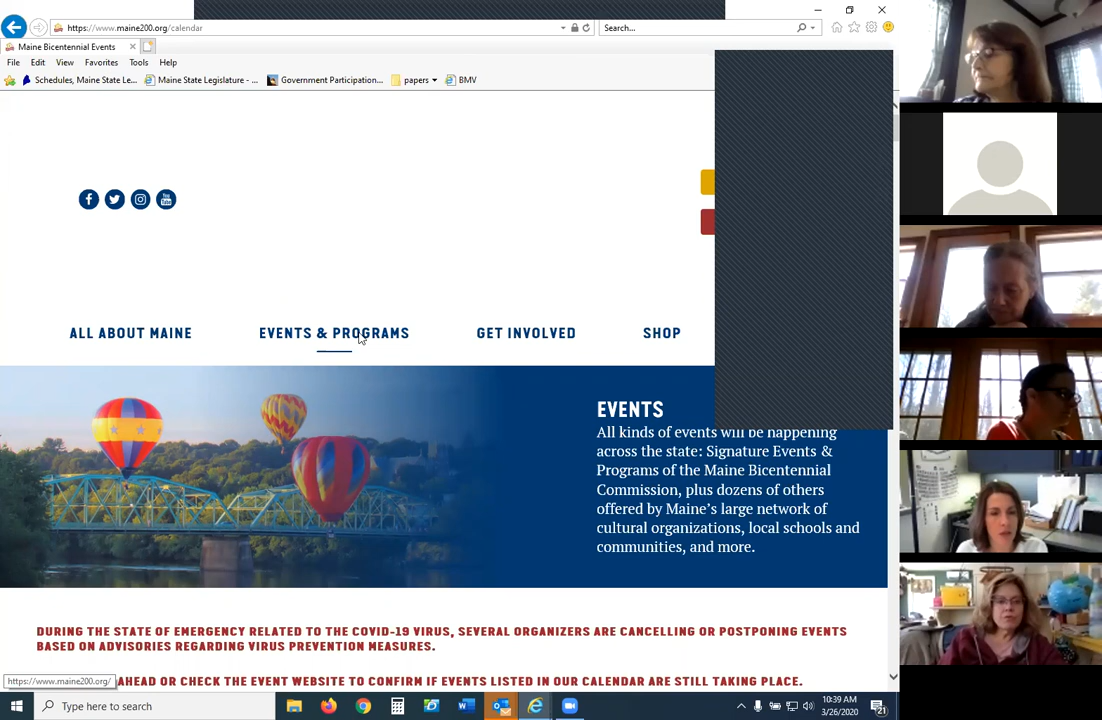 https://www.maine200.org/calendar
Search...
Maine Bicentennial Events
File Edit View Favorites Tools Help
Schedules, Maine State Le... Maine State Legislature - ... Government Participation... papers BMV
You Tube
ALL ABOUT MAINE EVENTS & PROGRAMS GET INVOLVED SHOP
EVENTS
All kinds of events will be happening
across the state: Signature Events &
Programs of the Maine Bicentennial
Commission, plus dozens of others
offered by Maine's large network of
cultural organizations, local schools and
communities, and more.
DURING THE STATE OF EMERGENCY RELATED TO THE COVID-19 VIRUS, SEVERAL ORGANIZERS ARE CANCELLING OR POSTPONING EVENTS
BASED ON ADVISORIES REGARDING VIRUS PREVENTION MEASURES.
AHEAD OR CHECK THE EVENT WEBSITE TO CONFIRM IF EVENTS LISTED IN OUR CALENDAR ARE STILL TAKING PLACE.
https://www.maine200.org/
Type here to search
10:39 AM
3/26/2020
21